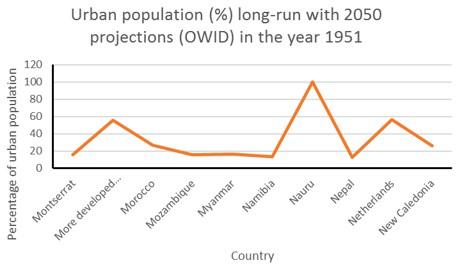 Urban population (%) long-run with 2050
projections (OWID) in the year 1951
Percentage of urban population
120
100
80
60
40
20
0
Montserrat
More developed...
Morocco
Mozambique
Myanmar
Namibia
Nauru
Nepal
Netherlands
New Caledonia
Country